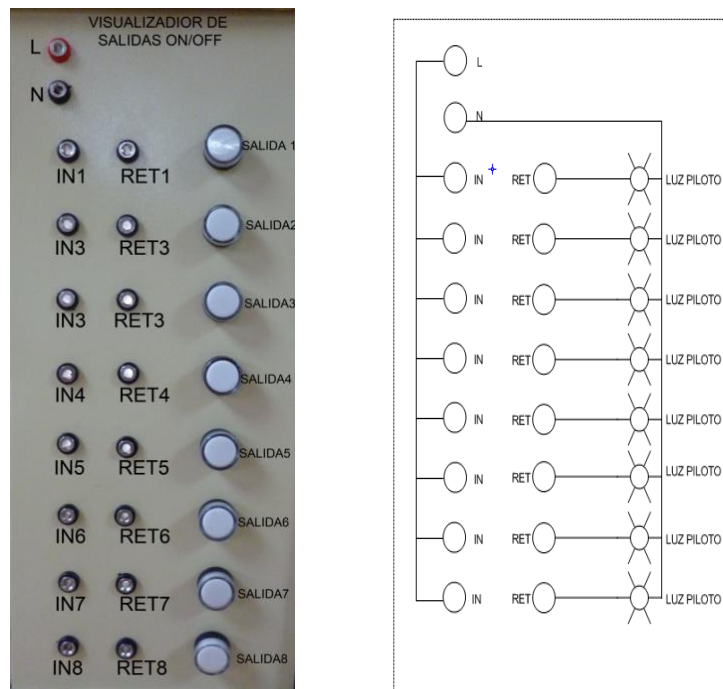 VISUALIZADIOR DE
SALIDAS ON/OFF
L
N
IN1 RET1 SALIDA 1
IN3 RET3 SALIDA2
IN3 RET3 SALIDA3
IN4 RET4 SALIDA4
IN5 RET5 SALIDA5
IN6 RET6 SALIDA6
IN7 RET7 SALIDA7
IN8 RET8 SALIDA8
L
N
IN RET LUZ PILOTO
IN RET LUZ PILOTO
IN RET LUZ PILOTO
IN RET LUZ PILOTO
IN RET LUZ PILOTO
IN RET LUZ PILOTO
IN RET LUZ PILOTO
IN RET LUZ PILOTO